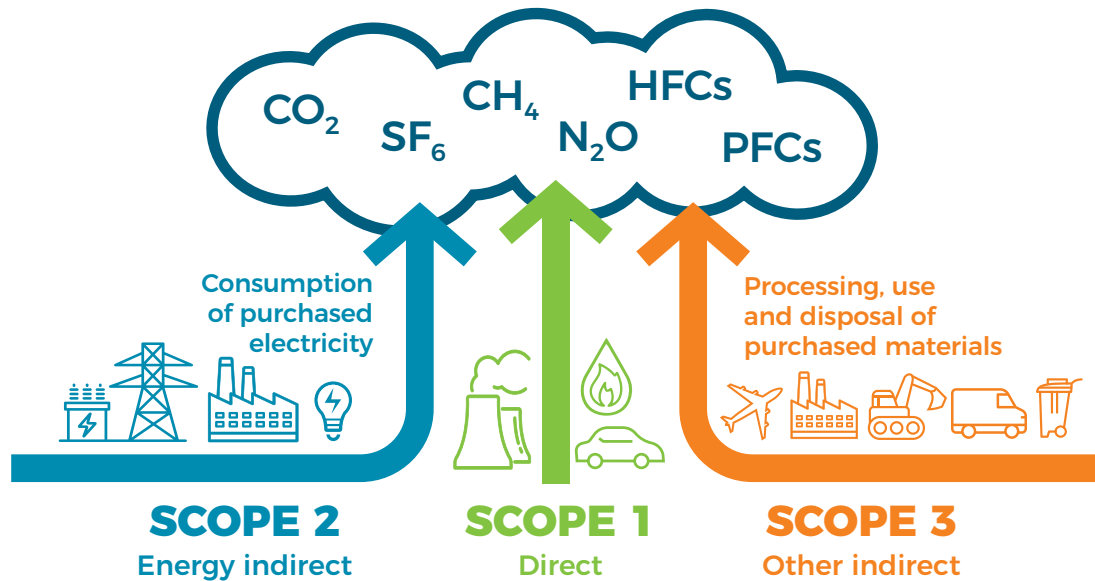 CO₂
SF₆
CH₄
N₂O
HFCs
PFCs
Consumption
of purchased
electricity
Processing, use
and disposal of
purchased materials
SCOPE 2
Energy indirect
SCOPE 1
Direct
SCOPE 3
Other indirect